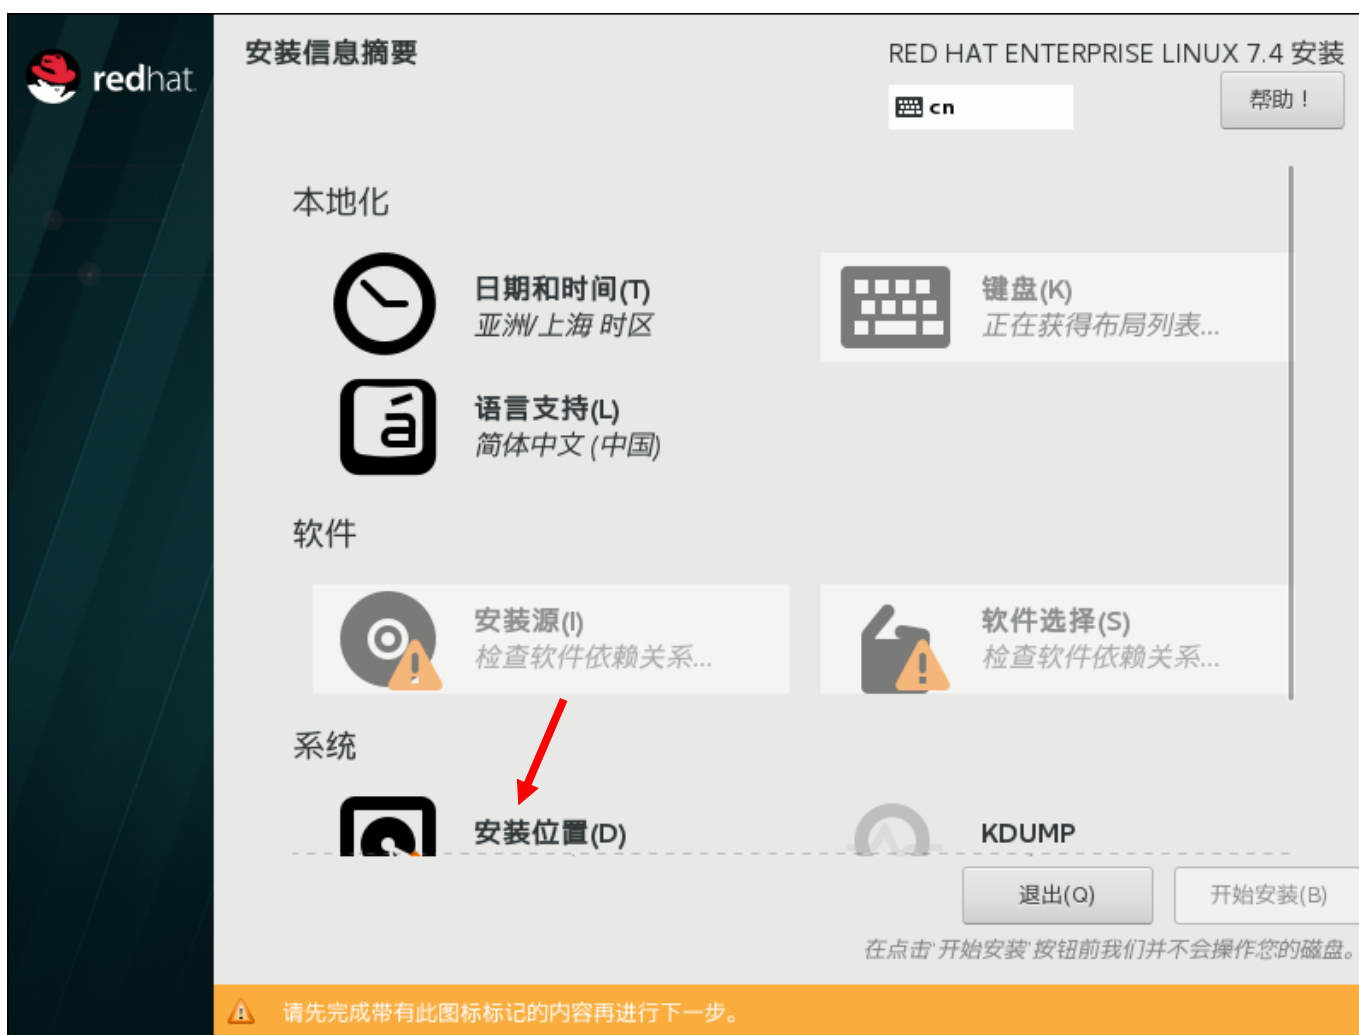 redhat.
安装信息摘要
RED HAT ENTERPRISE LINUX 7.4 安装
cn
帮助！
本地化
日期和时间(T)
亚洲/上海 时区
键盘(K)
正在获得布局列表...
语言支持(L)
简体中文 (中国)
软件
安装源(I)
检查软件依赖关系...
软件选择(S)
检查软件依赖关系...
系统
安装位置(D)
KDUMP
退出(Q)
开始安装(B)
在点击'开始安装'按钮前我们并不会操作您的磁盘。
请先完成带有此图标标记的内容再进行下一步。